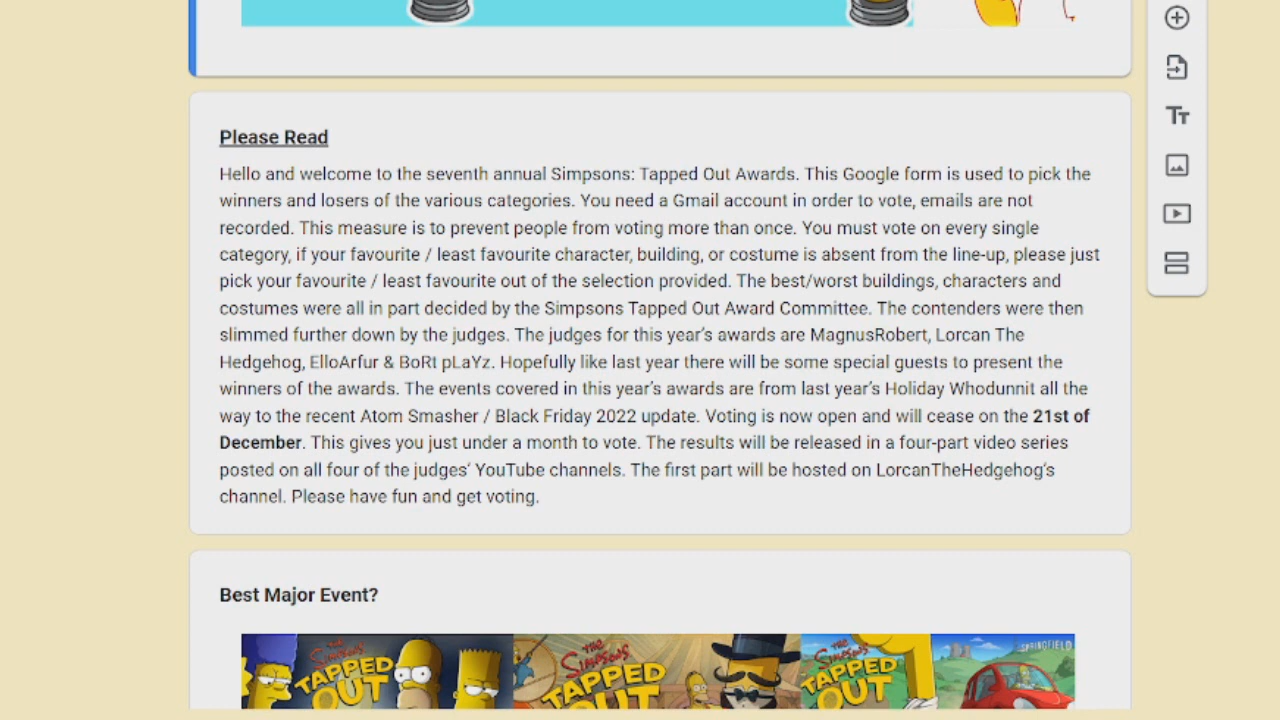 Please Read
Hello and welcome to the seventh annual Simpsons: Tapped Out Awards. This Google form is used to pick the
winners and losers of the various categories. You need a Gmail account in order to vote, emails are not
recorded. This measure is to prevent people from voting more than once. You must vote on every single
category, if your favourite / least favourite character, building, or costume is absent from the line-up, please just
pick your favourite / least favourite out of the selection provided. The best/worst buildings, characters and
costumes were all in part decided by the Simpsons Tapped Out Award Committee. The contenders were then
slimmed further down by the judges. The judges for this year’s awards are MagnusRobert, Lorcan The
Hedgehog, ElloArfur & BoRt pLaYz. Hopefully like last year there will be some special guests to present the
winners of the awards. The events covered in this year’s awards are from last year’s Holiday Whodunnit all the
way to the recent Atom Smasher / Black Friday 2022 update. Voting is now open and will cease on the 21st of
December. This gives you just under a month to vote. The results will be released in a four-part video series
posted on all four of the judges’ YouTube channels. The first part will be hosted on LorcanTheHedgehog’s
channel. Please have fun and get voting.
Best Major Event?
THE Simpsons TAPPED OUT
THE Simpsons TAPPED OUT
THE Simpsons TAPPED OUT
SPRINGFIELD
Tт